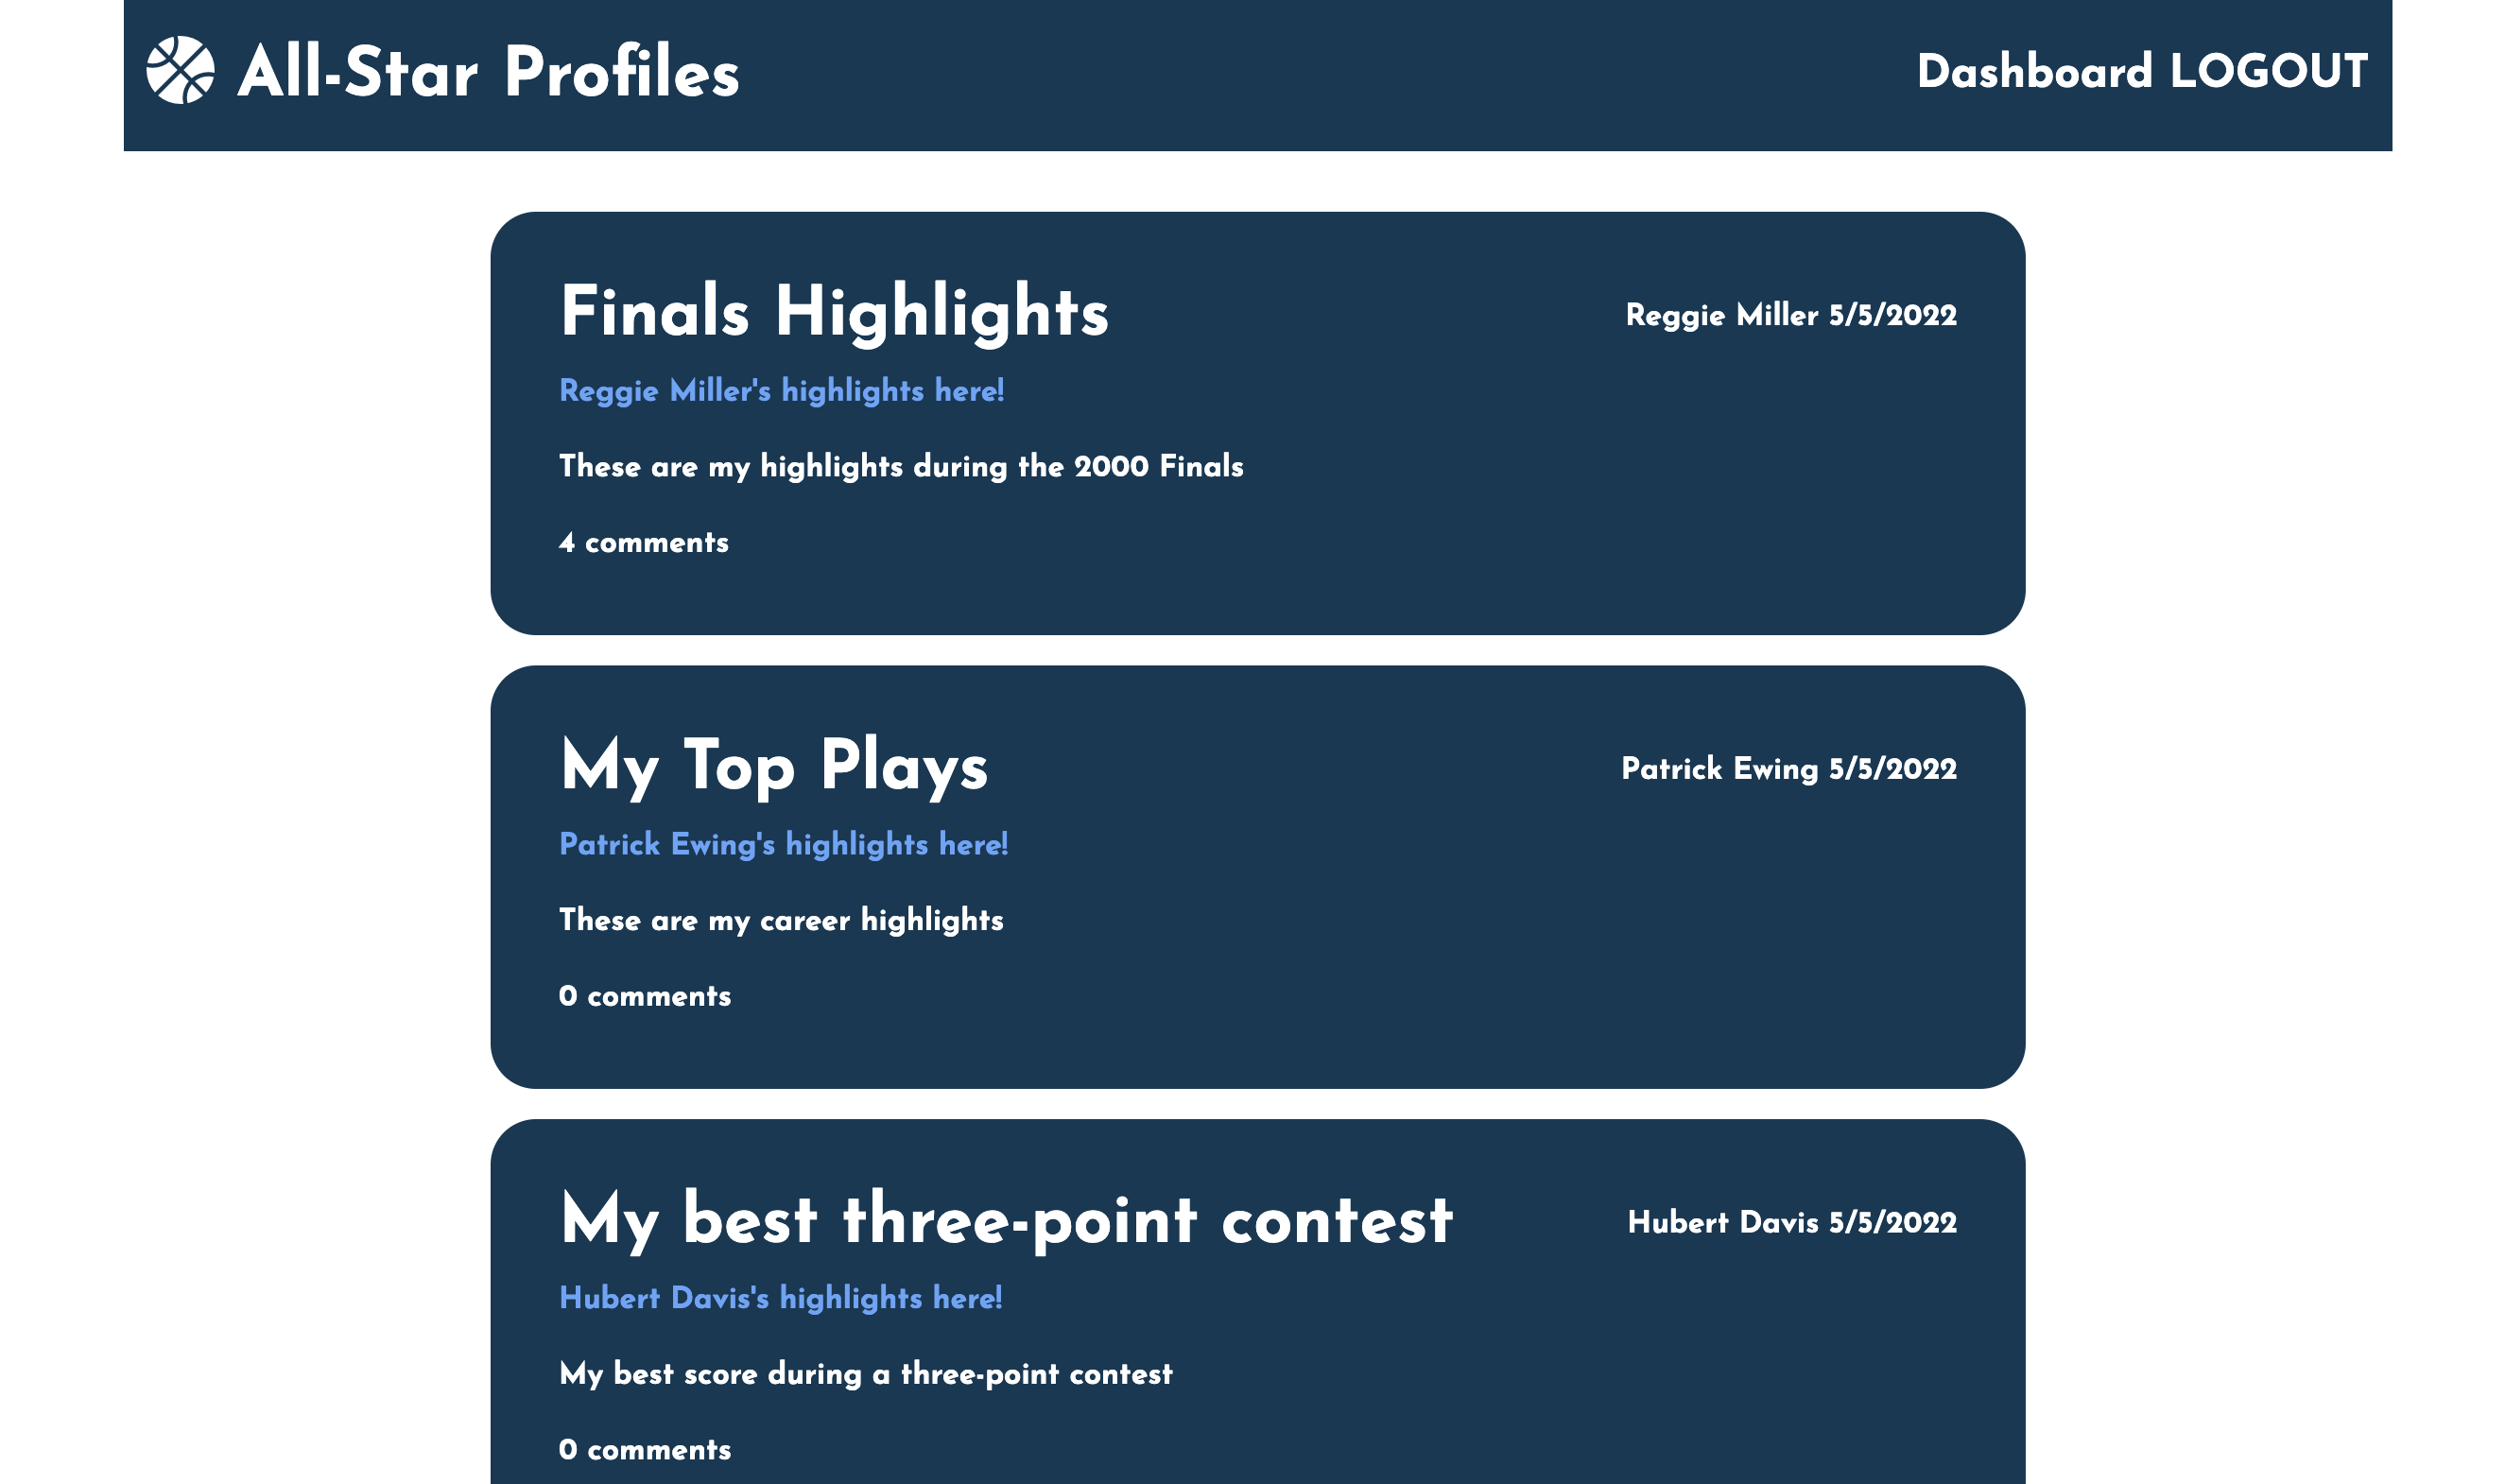 All-Star Profiles Dashboard LOGOUT
Finals Highlights Reggie Miller 5/5/2022
Reggie Miller's highlights here!
These are my highlights during the 2000 Finals
4 comments
My Top Plays Patrick Ewing 5/5/2022
Patrick Ewing's highlights here!
These are my career highlights
0 comments
My best three-point contest Hubert Davis 5/5/2022
Hubert Davis's highlights here!
My best score during a three-point contest
0 comments